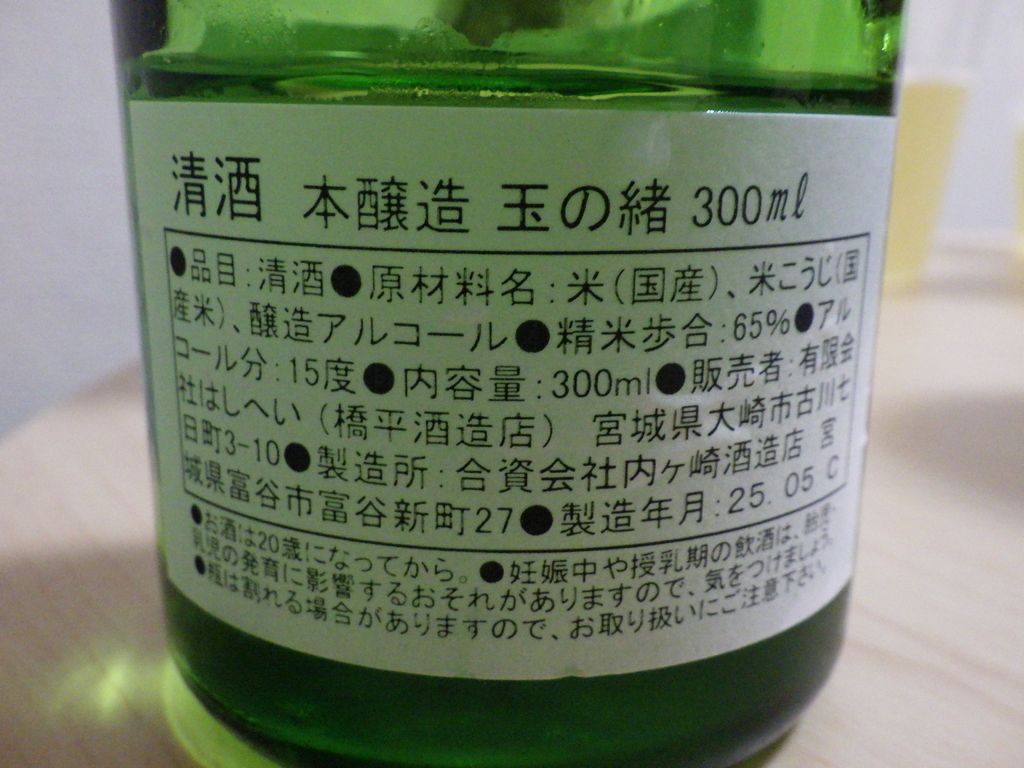 清酒 本醸造 玉の緒 300ml
●品目:清酒●原材料名:米(国産)、米こうじ(国
産米)、醸造アルコール●精米歩合:65%●アル
コール分:15度●内容量:300ml●販売者:有限会
社はしへい (橋平酒造店) 宮城県大崎市古川七
日町3-10●製造所:合資会社内ヶ崎酒造店 宮
城県富谷市富谷新町27●製造年月:25.05 C
●お酒は20歳になってから。●妊娠中や授乳期の飲酒は、胎児・
乳児の発育に影響するおそれがありますので、気をつけましょう。
●瓶は割れる場合がありますので、お取り扱いにご注意下さい。